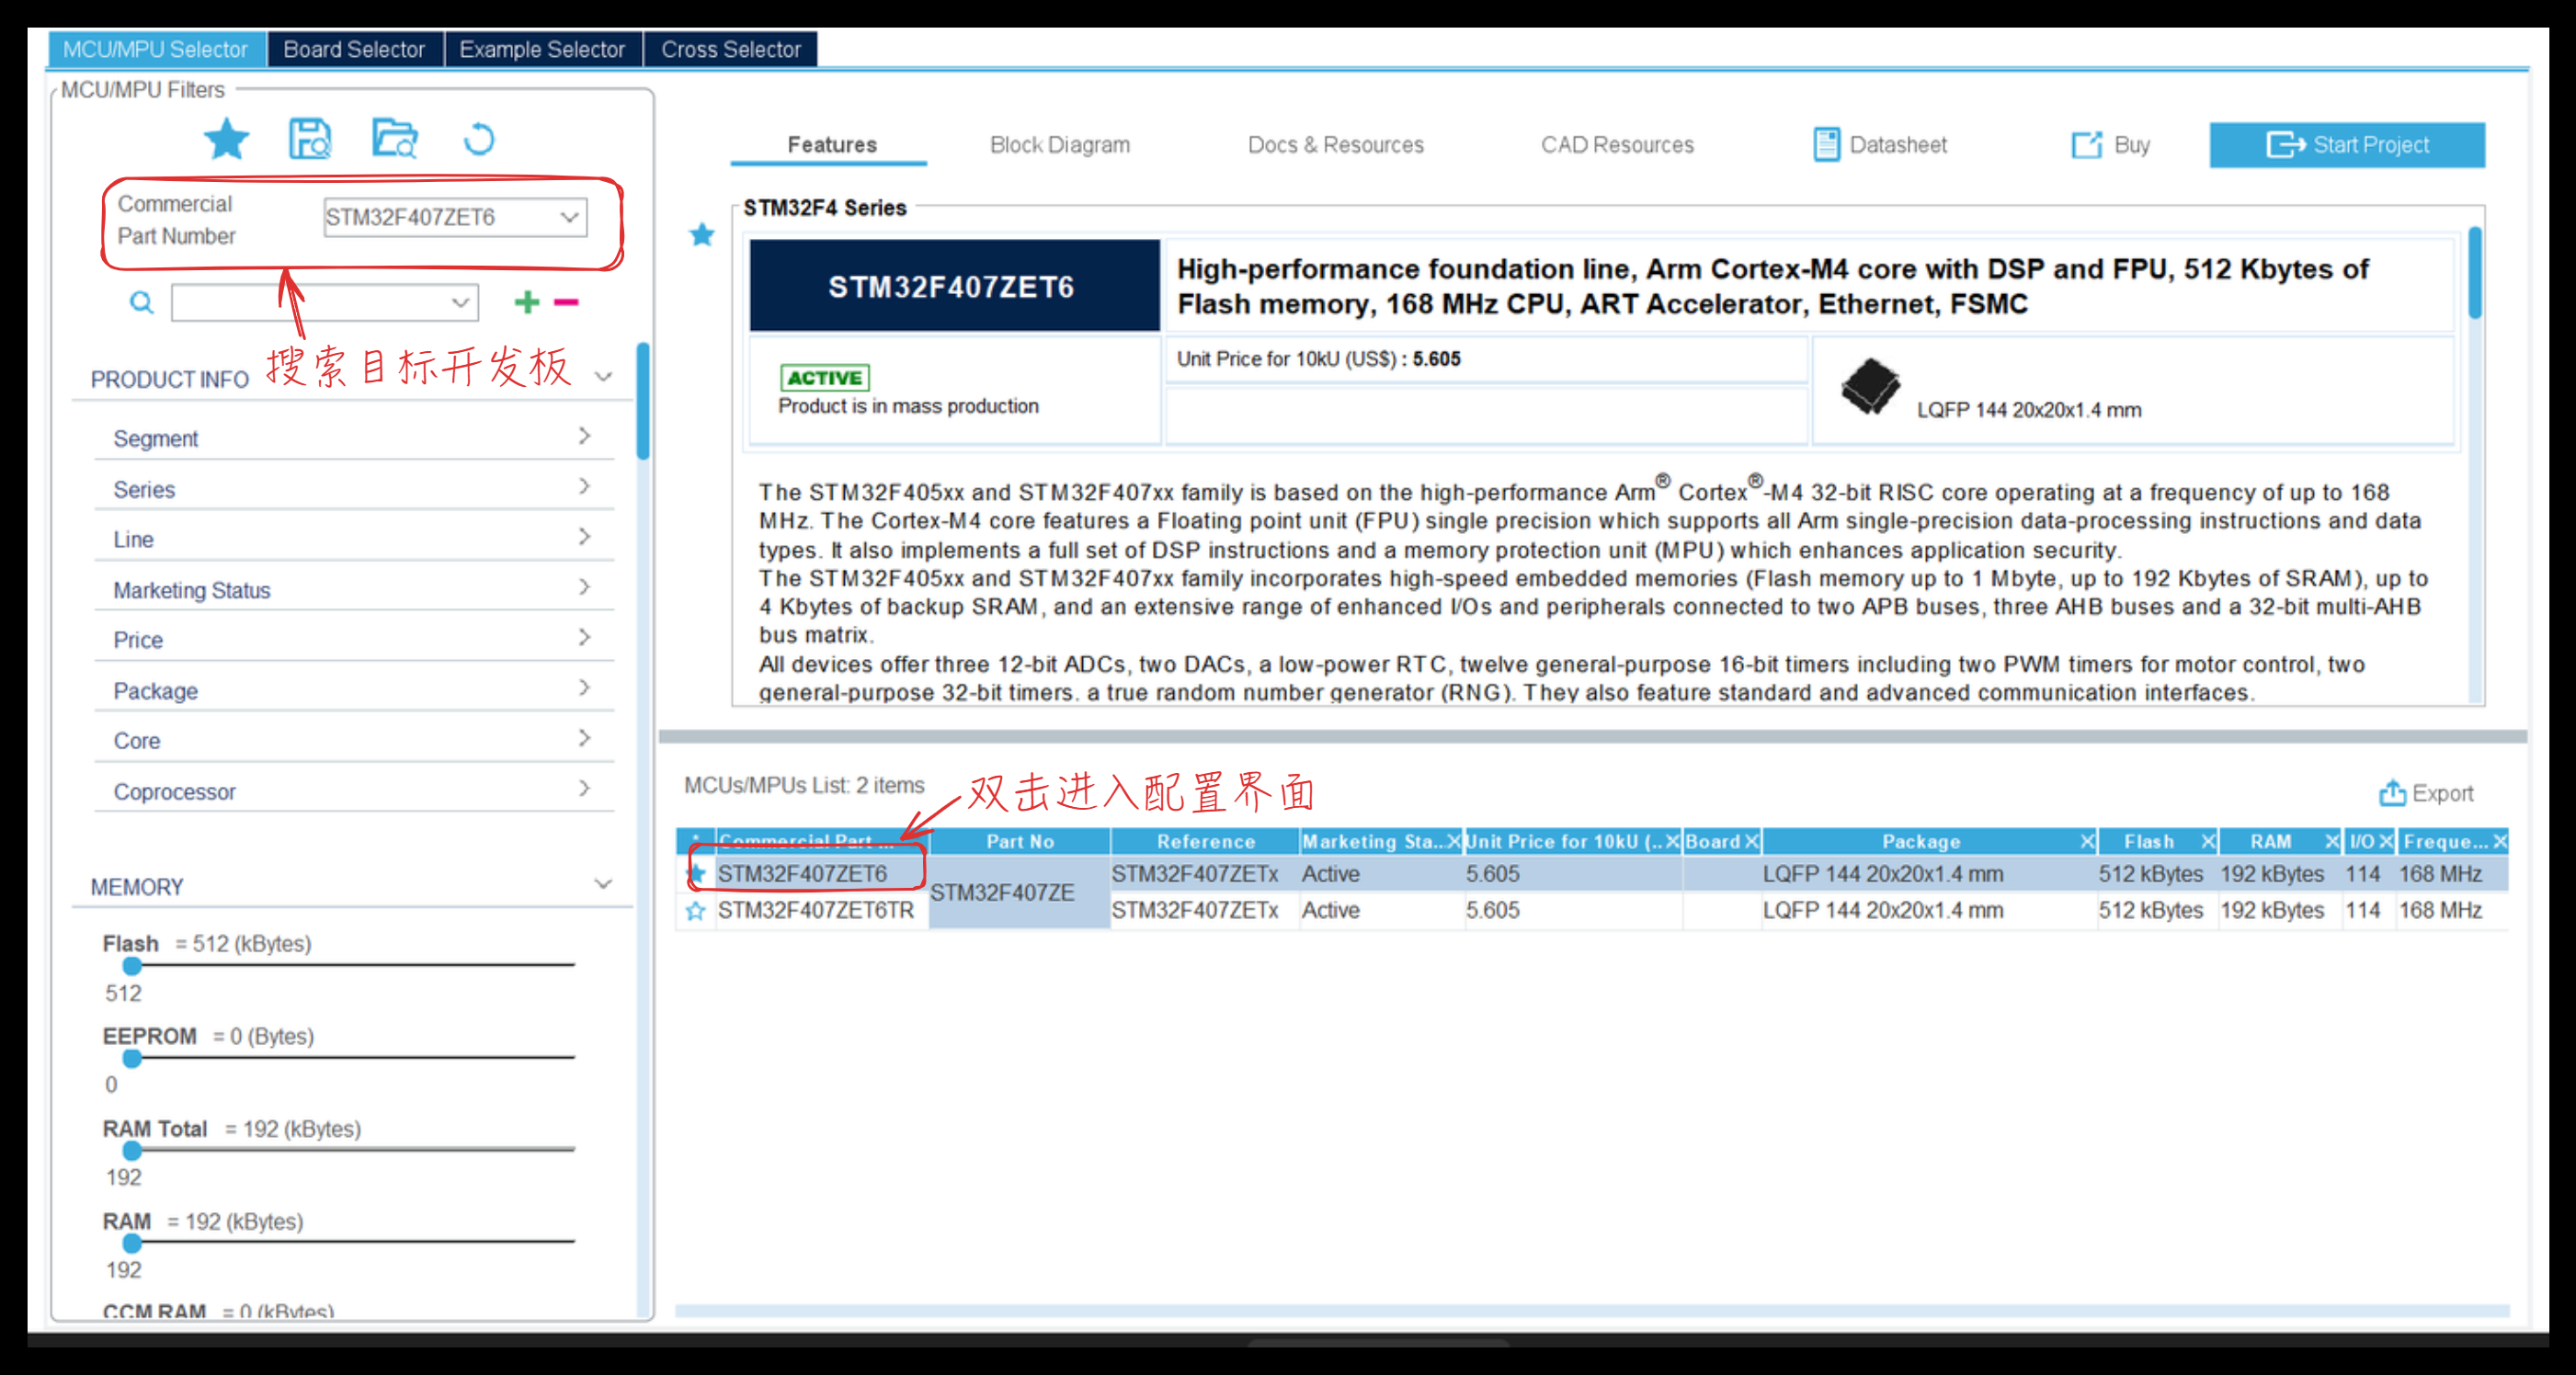 MCU/MPU Selector
Board Selector
Example Selector
Cross Selector
MCU/MPU Filters
Commercial
Part Number
STM32F407ZET6
搜索目标开发板
PRODUCT INFO
Segment
Series
Line
Marketing Status
Price
Package
Core
Coprocessor
MEMORY
Flash = 512 (kBytes)
512
EEPROM = 0 (Bytes)
0
RAM Total = 192 (kBytes)
192
RAM = 192 (kBytes)
192
CCM RAM = 0 (kBytes)
Features
Block Diagram
Docs & Resources
CAD Resources
Datasheet
Buy
Start Project
STM32F4 Series
STM32F407ZET6
High-performance foundation line, Arm Cortex-M4 core with DSP and FPU, 512 Kbytes of
Flash memory, 168 MHz CPU, ART Accelerator, Ethernet, FSMC
ACTIVE
Product is in mass production
Unit Price for 10kU (US$) : 5.605
LQFP 144 20x20x1.4 mm
The STM32F405xx and STM32F407xx family is based on the high-performance Arm® Cortex®-M4 32-bit RISC core operating at a frequency of up to 168
MHz. The Cortex-M4 core features a Floating point unit (FPU) single precision which supports all Arm single-precision data-processing instructions and data
types. It also implements a full set of DSP instructions and a memory protection unit (MPU) which enhances application security.
The STM32F405xx and STM32F407xx family incorporates high-speed embedded memories (Flash memory up to 1 Mbyte, up to 192 Kbytes of SRAM), up to
4 Kbytes of backup SRAM, and an extensive range of enhanced I/Os and peripherals connected to two APB buses, three AHB buses and a 32-bit multi-AHB
bus matrix.
All devices offer three 12-bit ADCs, two DACs, a low-power RTC, twelve general-purpose 16-bit timers including two PWM timers for motor control, two
general-purpose 32-bit timers. a true random number generator (RNG). They also feature standard and advanced communication interfaces.
MCUs/MPUs List: 2 items
双击进入配置界面
Export
* Commercial Part ... Part No Reference Marketing Sta.. Unit Price for 10kU (.. Board Package Flash RAM I/O Freque...
STM32F407ZET6 STM32F407ZE STM32F407ZETx Active 5.605 LQFP 144 20x20x1.4 mm 512 kBytes 192 kBytes 114 168 MHz
STM32F407ZET6TR STM32F407ZETx Active 5.605 LQFP 144 20x20x1.4 mm 512 kBytes 192 kBytes 114 168 MHz